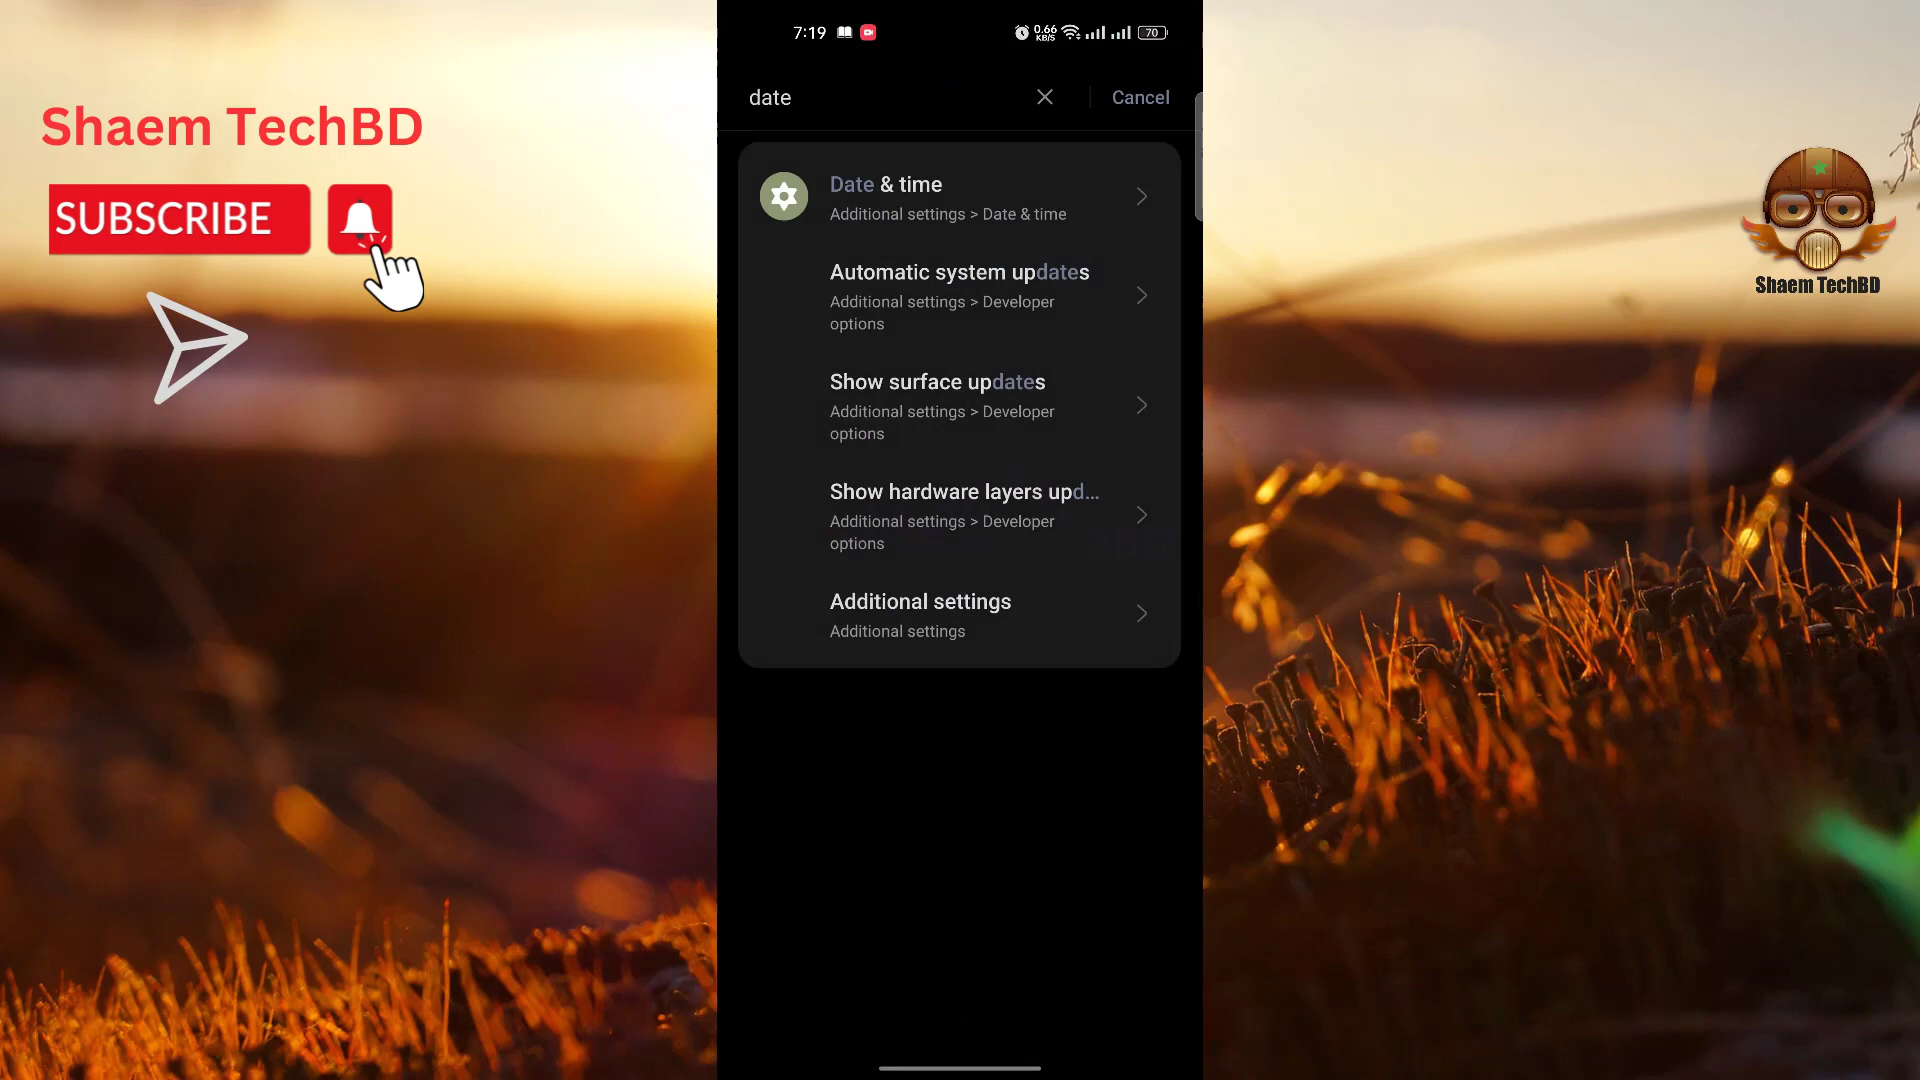 Shaem TechBD
SUBSCRIBE
7:19
0.66
KB/S
70
date
Cancel
Date & time
Additional settings > Date & time
Automatic system updates
Additional settings > Developer
options
Show surface updates
Additional settings > Developer
options
Show hardware layers upd...
Additional settings > Developer
options
Additional settings
Additional settings
Shaem TechBD